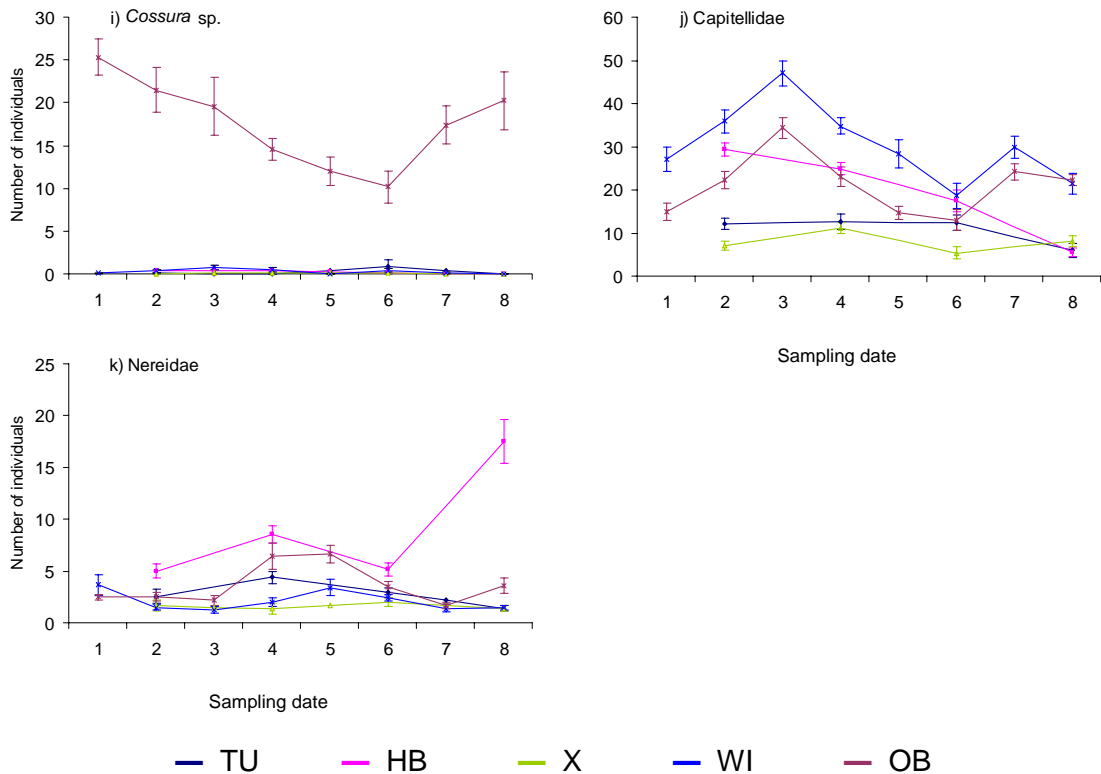 i) Cossura sp.
Number of individuals
30
25
20
15
10
5
0
1 2 3 4 5 6 7 8
j) Capitellidae
60
50
40
30
20
10
0
1 2 3 4 5 6 7 8
Sampling date
k) Nereidae
Number of individuals
25
20
15
10
5
0
1 2 3 4 5 6 7 8
Sampling date
TU HB X WI OB